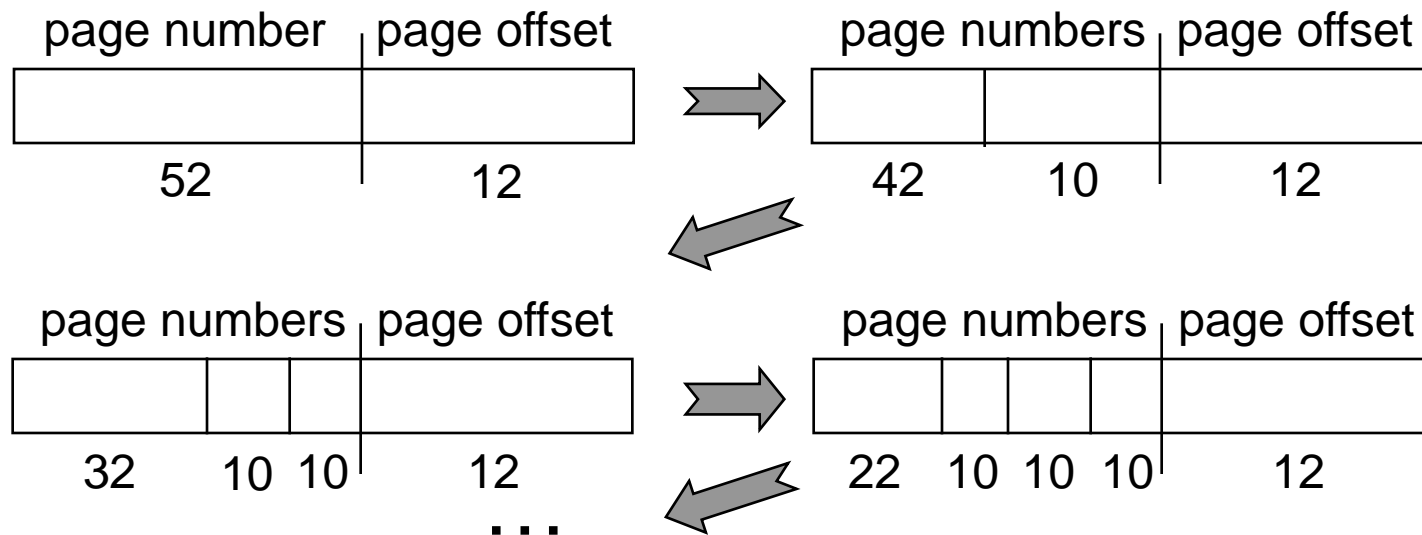 page number page offset
52 12
page numbers page offset
42 10 12
page numbers page offset
32 10 10 12
page numbers page offset
22 10 10 10 12
...